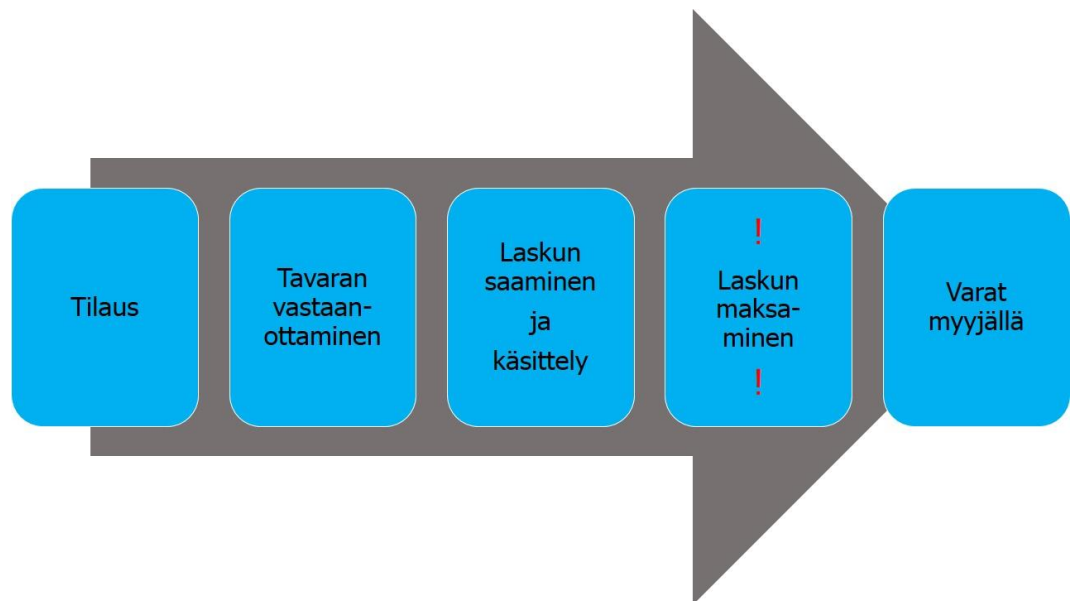 Tilaus
Tavaran
vastaan-
ottaminen
Laskun
saaminen
ja
käsittely
!
Laskun
maksa-
minen
!
Varat
myyjällä